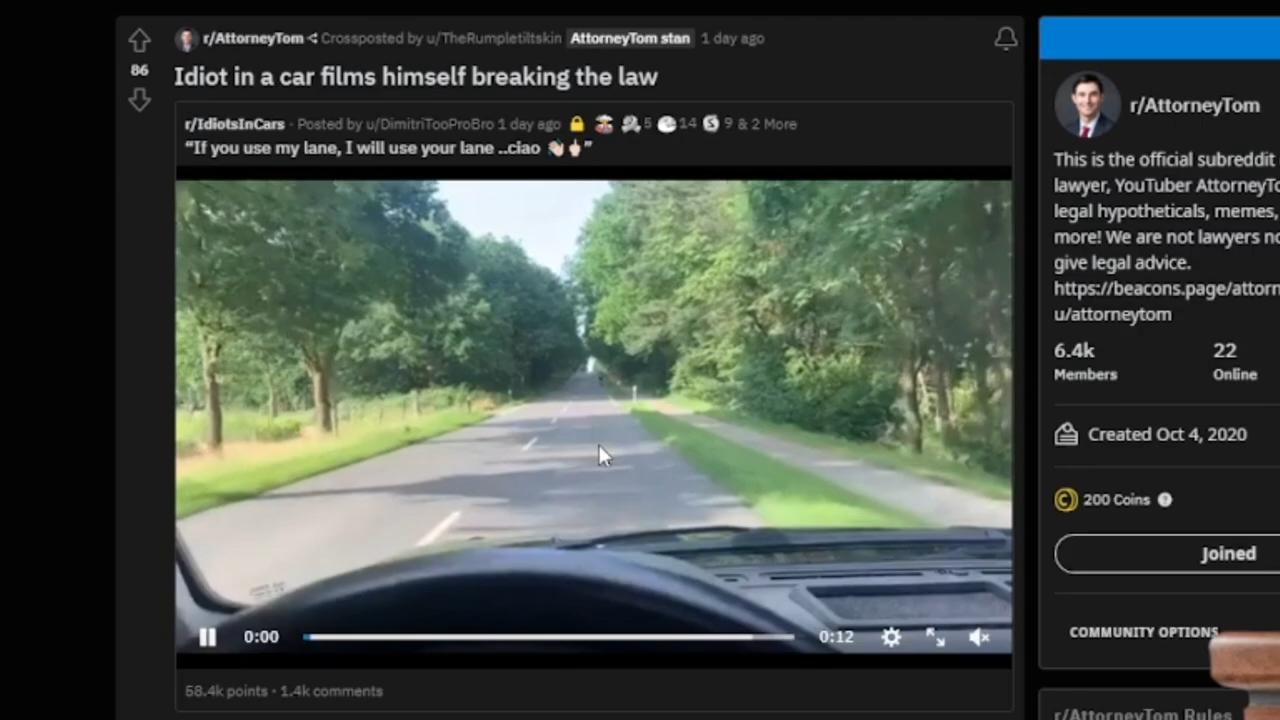 r/AttorneyTom Crossposted by u/TheRumpletiltskin AttorneyTom stan 1 day ago
86
Idiot in a car films himself breaking the law
r/IdiotsInCars · Posted by u/DimitriTooProBro 1 day ago 5 14 S 9 & 2 More
“If you use my lane, I will use your lane ..ciao 👋🏻🖕🏻”
0:00
0:12
58.4k points · 1.4k comments
r/AttorneyTom
This is the official subreddit
lawyer, YouTuber AttorneyTo
legal hypotheticals, memes,
more! We are not lawyers no
give legal advice.
https://beacons.page/attorn
u/attorneytom
6.4k
22
Members
Online
Created Oct 4, 2020
200 Coins
Joined
COMMUNITY OPTIONS
r/AttorneyTom Rules